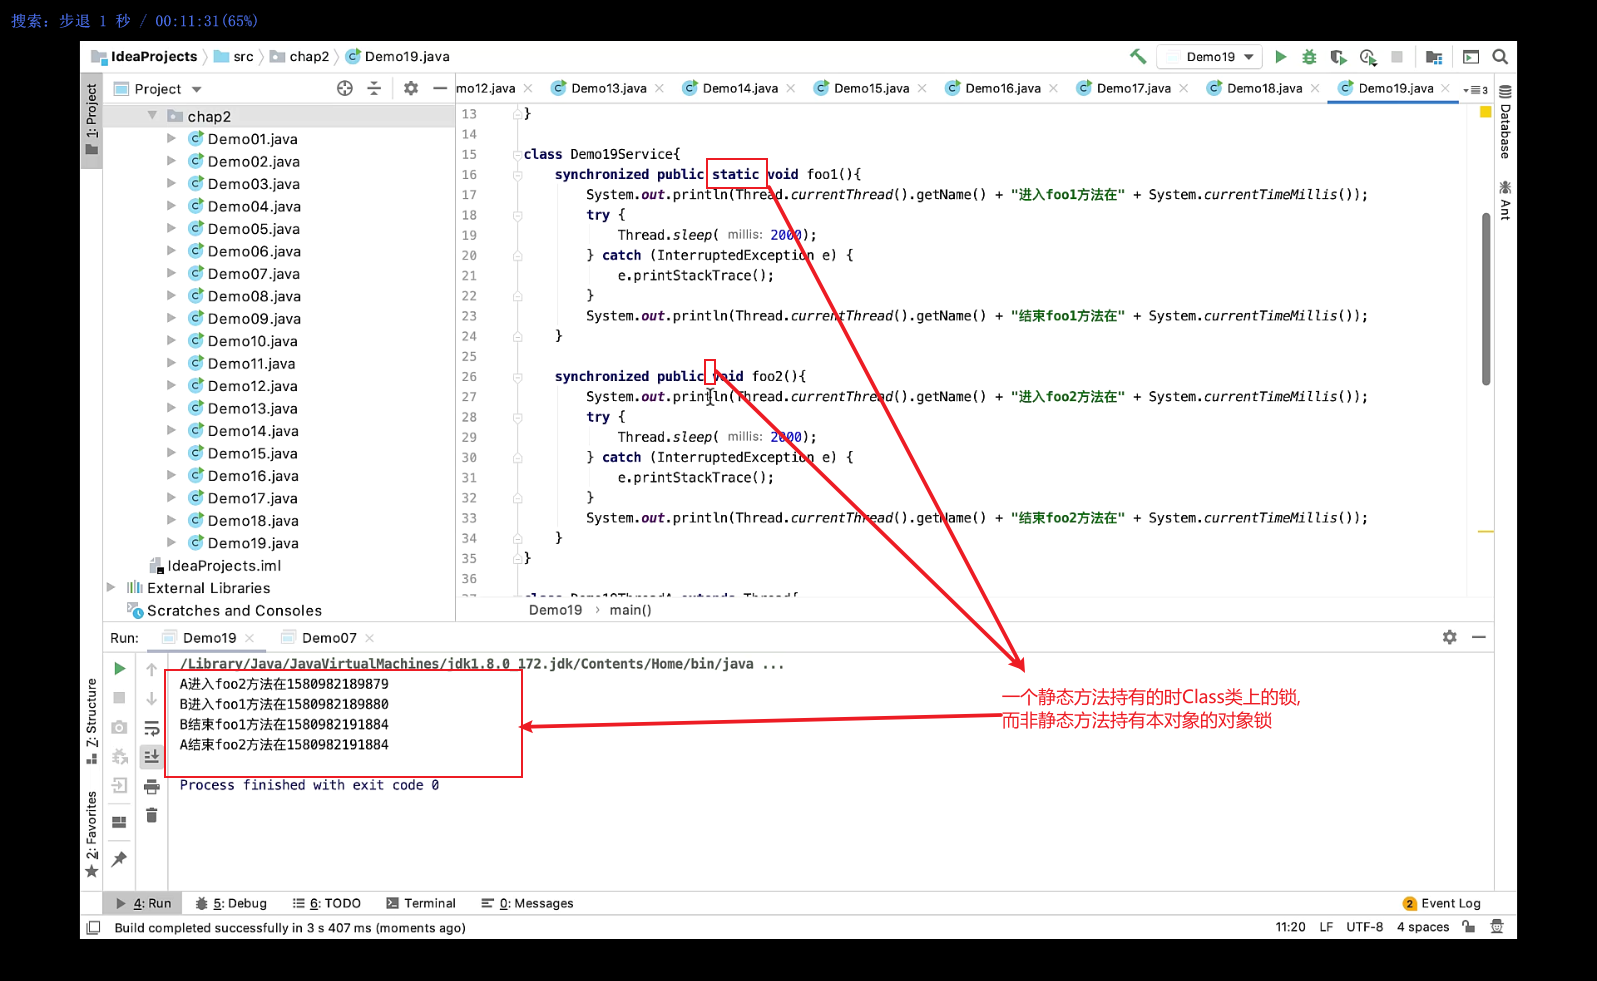 搜索: 步退 1 秒 / 00:11:31(65%)
IdeaProjects src chap2 Demo19.java Demo19
1: Project Project mo12.java Demo13.java Demo14.java Demo15.java Demo16.java Demo17.java Demo18.java Demo19.java 3
chap2
Demo01.java
Demo02.java
Demo03.java
Demo04.java
Demo05.java
Demo06.java
Demo07.java
Demo08.java
Demo09.java
Demo10.java
Demo11.java
Demo12.java
Demo13.java
Demo14.java
Demo15.java
Demo16.java
Demo17.java
Demo18.java
Demo19.java
IdeaProjects.iml
External Libraries
Scratches and Consoles
13 }
14
15 class Demo19Service{
16 synchronized public static void foo1(){
17 System.out.println(Thread.currentThread().getName() + "进入foo1方法在" + System.currentTimeMillis());
18 try {
19 Thread.sleep( millis: 2000);
20 } catch (InterruptedException e) {
21 e.printStackTrace();
22 }
23 System.out.println(Thread.currentThread().getName() + "结束foo1方法在" + System.currentTimeMillis());
24 }
25
26 synchronized public void foo2(){
27 System.out.println(Thread.currentThread().getName() + "进入foo2方法在" + System.currentTimeMillis());
28 try {
29 Thread.sleep( millis: 2000);
30 } catch (InterruptedException e) {
31 e.printStackTrace();
32 }
33 System.out.println(Thread.currentThread().getName() + "结束foo2方法在" + System.currentTimeMillis());
34 }
35 }
36
37 class Demo19ThreadA extends Thread{
Demo19 › main()
Database
Ant
Run: Demo19 Demo07
/Library/Java/JavaVirtualMachines/jdk1.8.0_172.jdk/Contents/Home/bin/java ...
A进入foo2方法在1580982189879
B进入foo1方法在1580982189880
B结束foo1方法在1580982191884
A结束foo2方法在1580982191884
Process finished with exit code 0
一个静态方法持有的时Class类上的锁,
而非静态方法持有本对象的对象锁
Z: Structure
2: Favorites
4: Run 5: Debug 6: TODO Terminal 0: Messages 2 Event Log
Build completed successfully in 3 s 407 ms (moments ago) 11:20 LF UTF-8 4 spaces